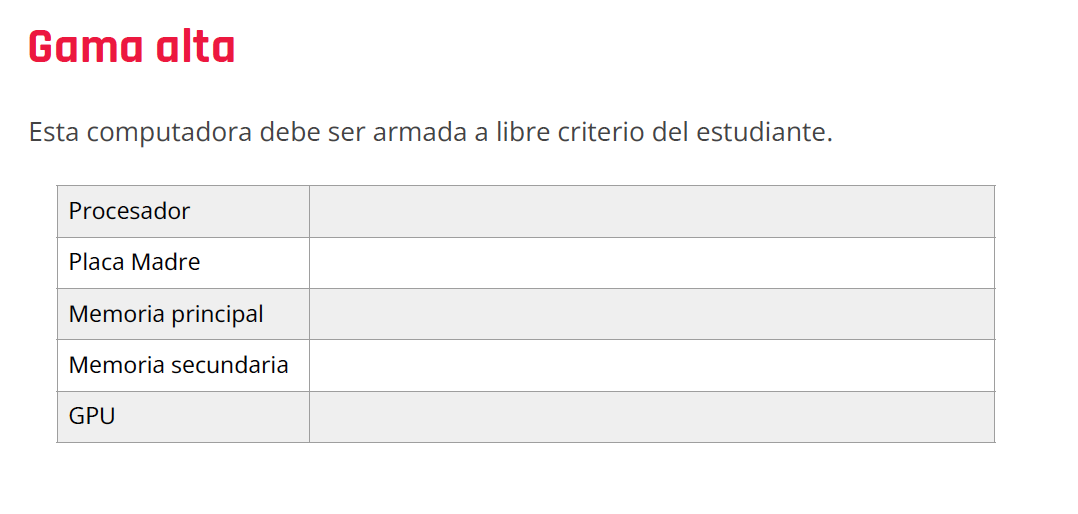 Gama alta
Esta computadora debe ser armada a libre criterio del estudiante.
Procesador
Placa Madre
Memoria principal
Memoria secundaria
GPU